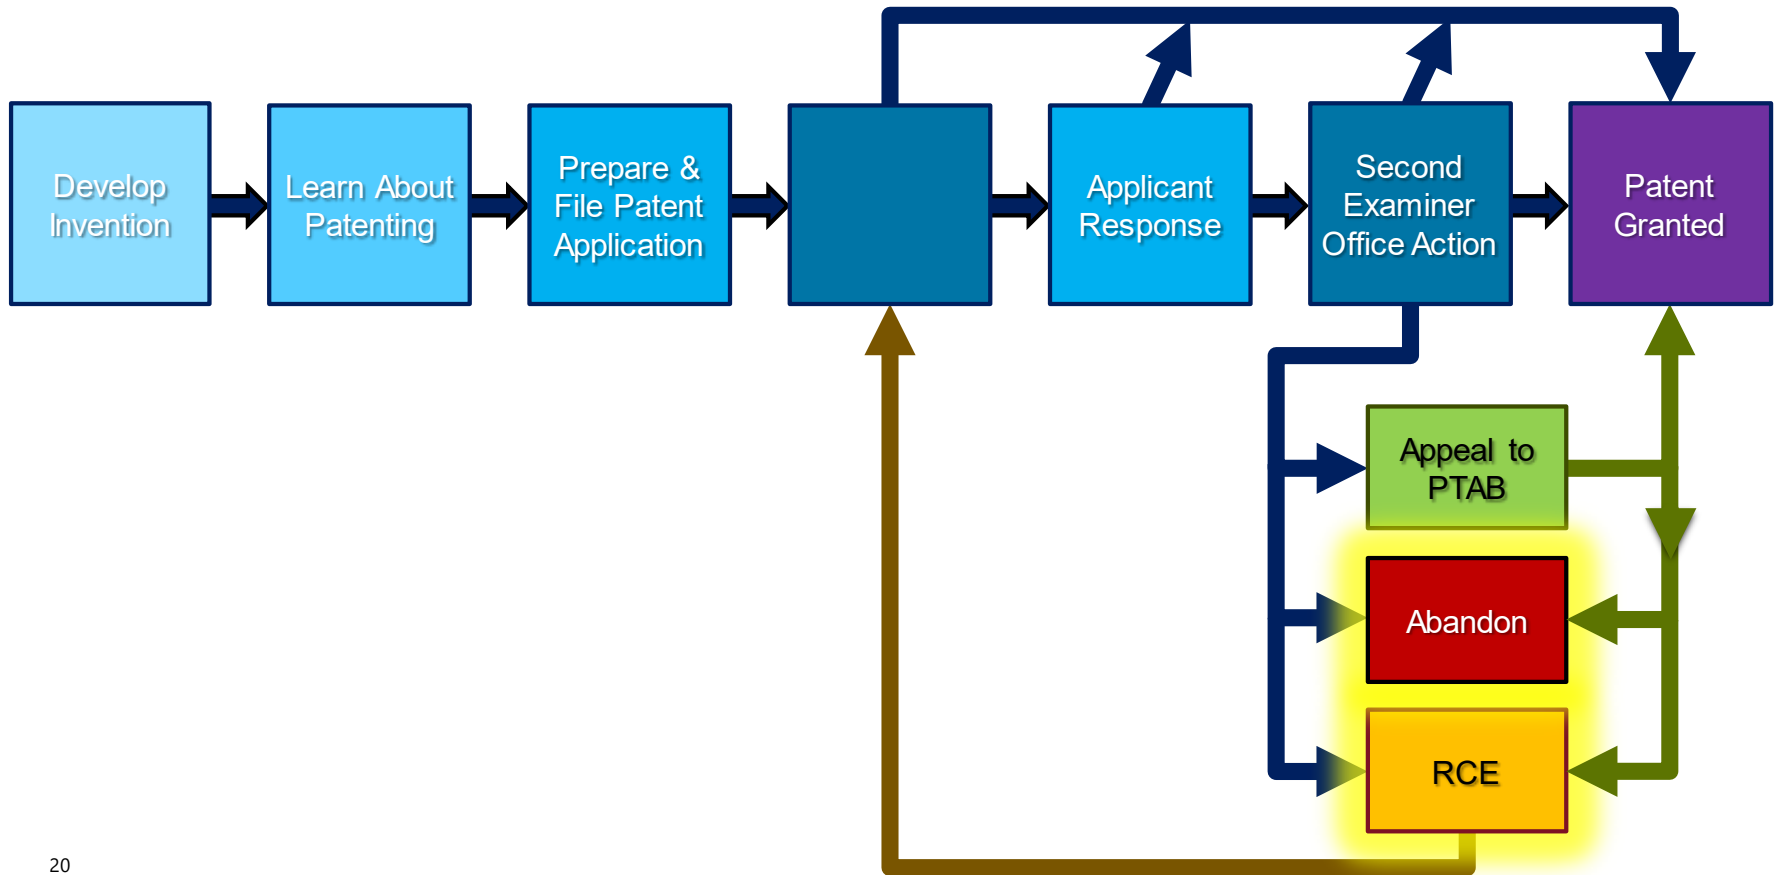 Develop
Invention
Learn About
Patenting
Prepare &
File Patent
Application
Applicant
Response
Second
Examiner
Office Action
Patent
Granted
Appeal to
PTAB
Abandon
RCE
20